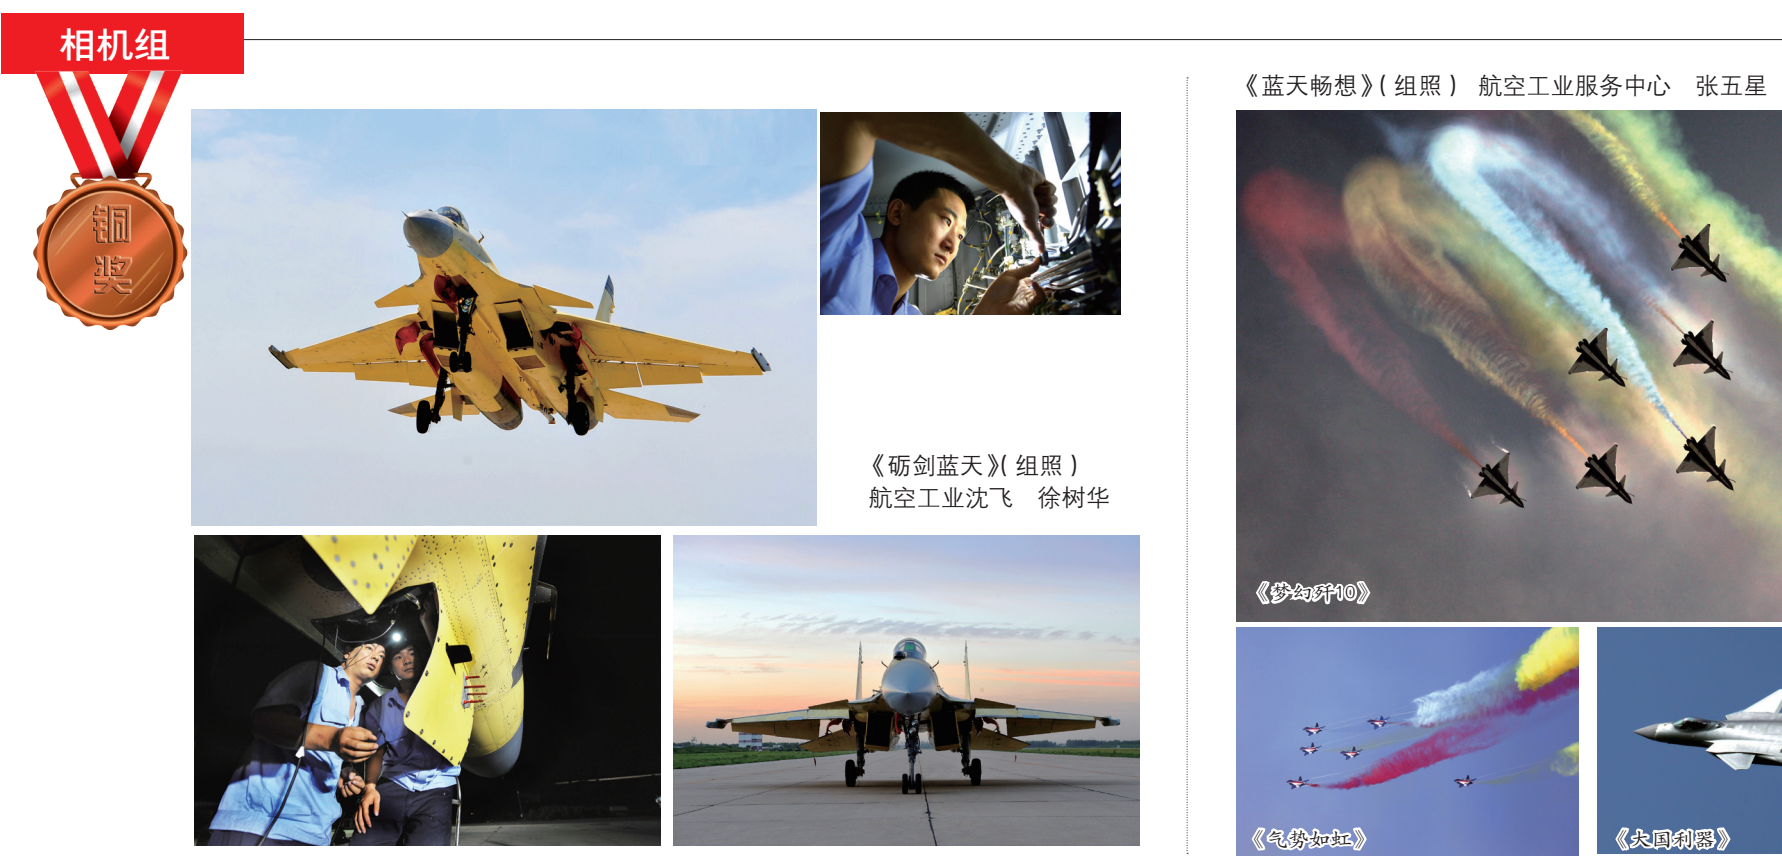 相机组
铜
奖
《砺剑蓝天》(组照)
航空工业沈飞 徐树华
《蓝天畅想》(组照) 航空工业服务中心 张五星
《梦幻歼10》
《气势如虹》
《大国利器》